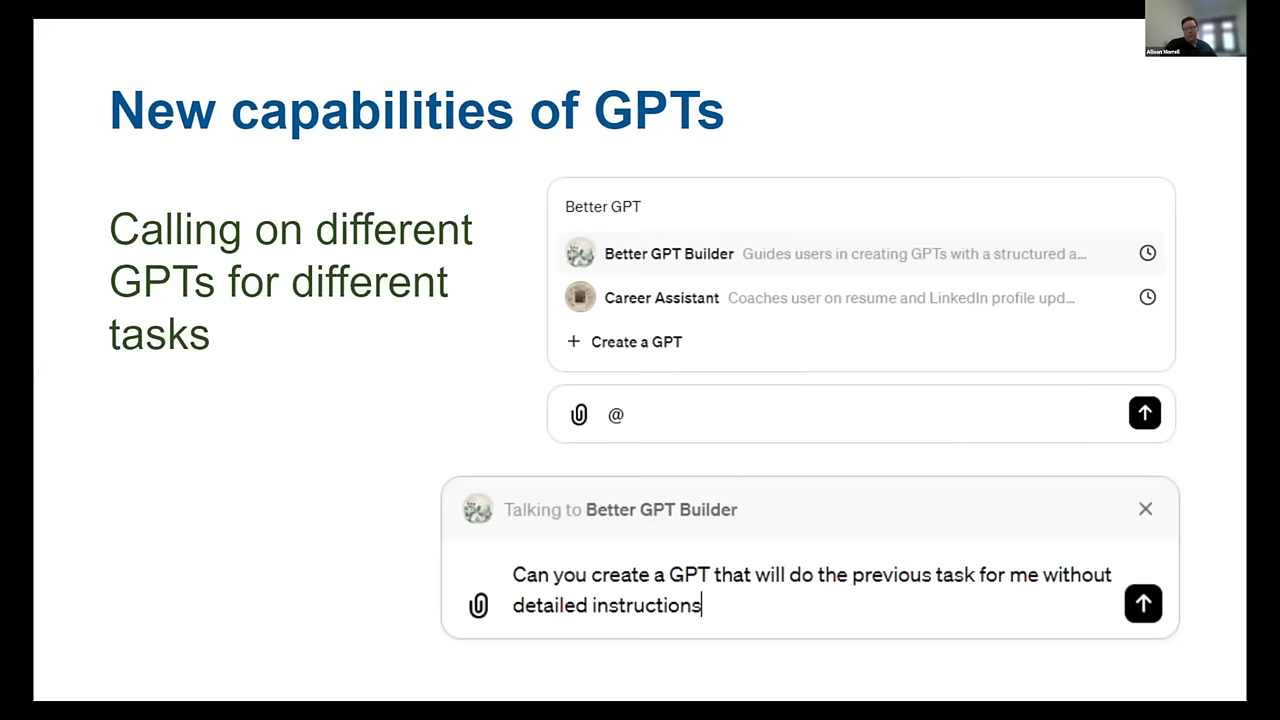 Allison Norrell
New capabilities of GPTs
Calling on different
GPTs for different
tasks
Better GPT
Better GPT Builder Guides users in creating GPTs with a structured a...
Career Assistant Coaches user on resume and LinkedIn profile upd...
+ Create a GPT
@
Talking to Better GPT Builder
Can you create a GPT that will do the previous task for me without
detailed instructions